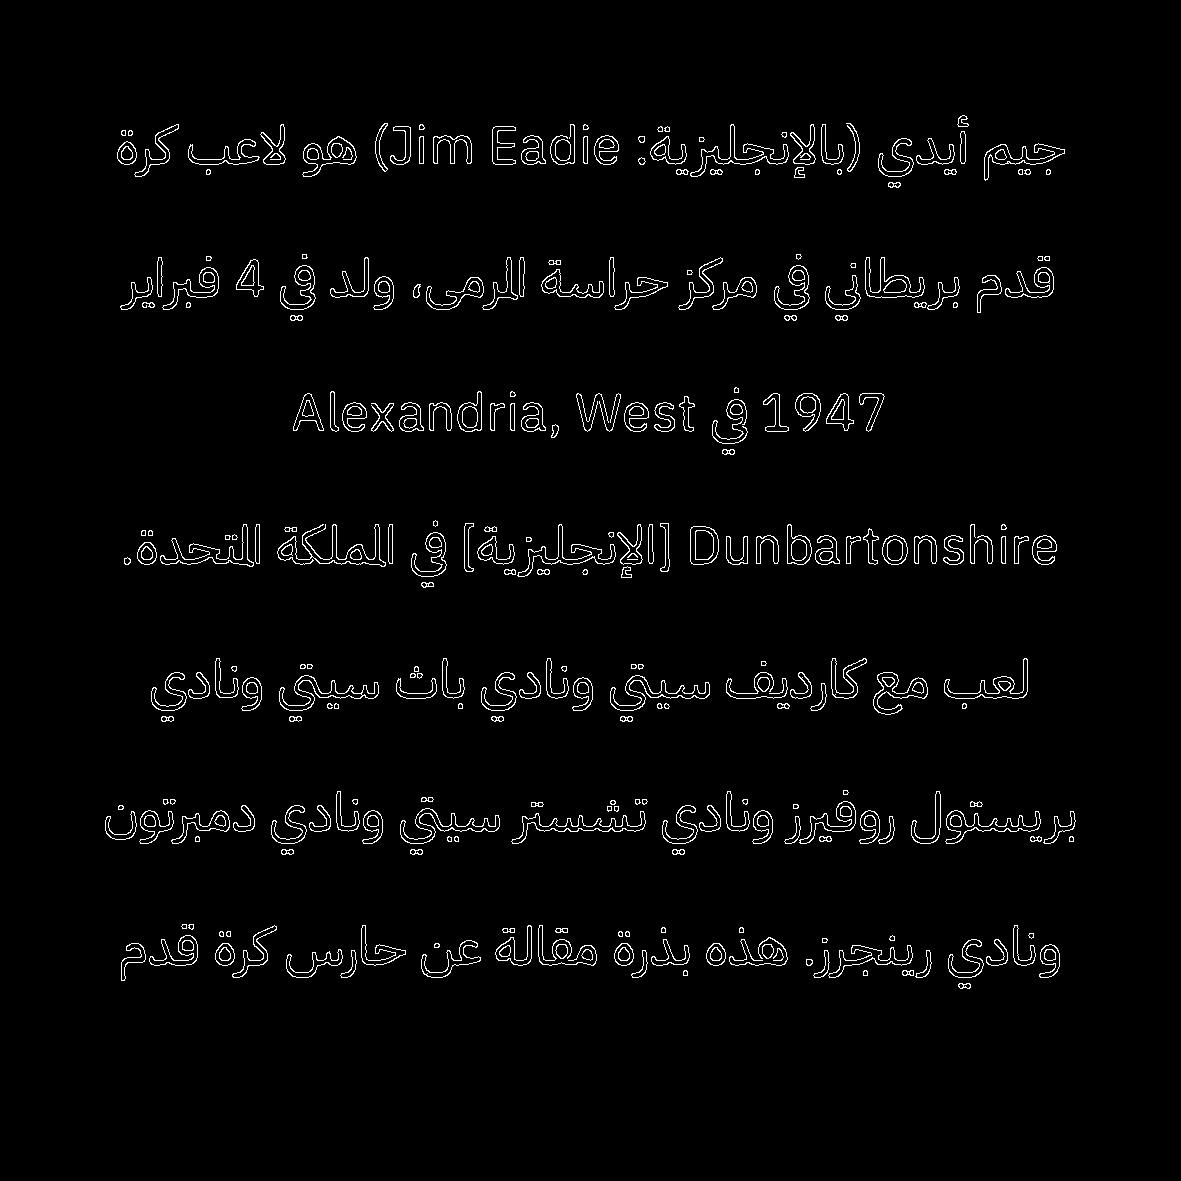 جيم أيدي (بالإنجليزية: Jim Eadie) هو لاعب كرة
قدم بريطاني في مركز حراسة المرمى، ولد في 4 فبراير
1947 في Alexandria, West
Dunbartonshire [الإنجليزية] في المملكة المتحدة.
لعب مع كارديف سيتي ونادي باث سيتي ونادي
بريستول روفيرز ونادي تشستر سيتي ونادي دمبرتون
ونادي رينجرز. هذه بذرة مقالة عن حارس كرة قدم